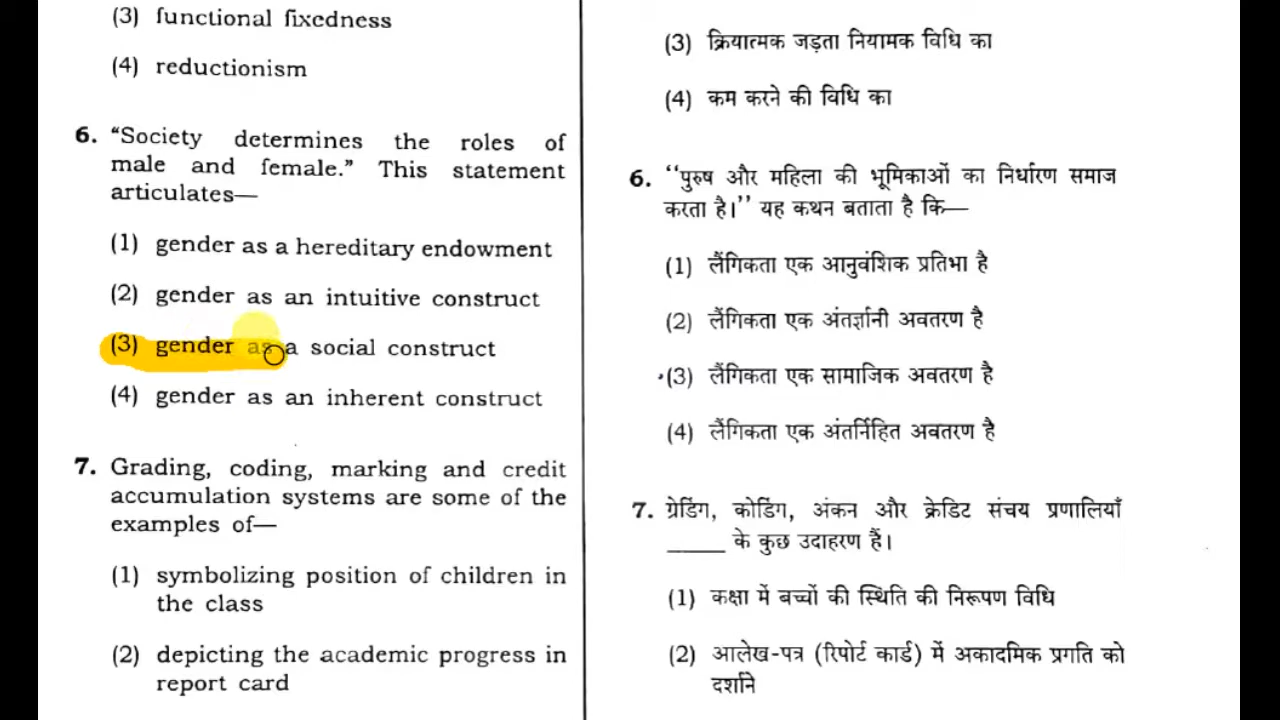 (3) functional fixedness
(4) reductionism
6. "Society determines the roles of
male and female." This statement
articulates—
(1) gender as a hereditary endowment
(2) gender as an intuitive construct
(3) gender as a social construct
(4) gender as an inherent construct
7. Grading, coding, marking and credit
accumulation systems are some of the
examples of—
(1) symbolizing position of children in
the class
(2) depicting the academic progress in
report card
(3) क्रियात्मक जड़ता नियामक विधि का
(4) कम करने की विधि का
6. "पुरुष और महिला की भूमिकाओं का निर्धारण समाज
करता है।" यह कथन बताता है कि—
(1) लैंगिकता एक आनुवंशिक प्रतिभा है
(2) लैंगिकता एक अंतर्ज्ञानी अवतरण है
(3) लैंगिकता एक सामाजिक अवतरण है
(4) लैंगिकता एक अंतर्निहित अवतरण है
7. ग्रेडिंग, कोडिंग, अंकन और क्रेडिट संचय प्रणालियाँ
_____ के कुछ उदाहरण हैं।
(1) कक्षा में बच्चों की स्थिति की निरूपण विधि
(2) आलेख-पत्र (रिपोर्ट कार्ड) में अकादमिक प्रगति को
दर्शाने